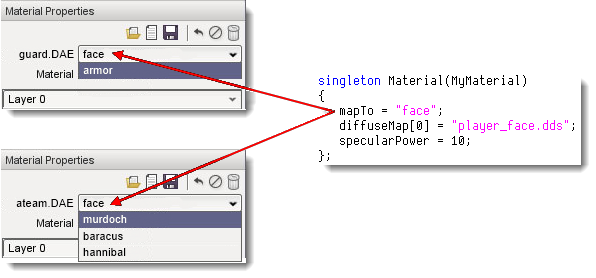 Material Properties
guard.DAE face
armor
Material
Layer 0
singleton Material(MyMaterial)
{
mapTo = "face";
diffuseMap[0] = "player_face.dds";
specularPower = 10;
};
Material Properties
ateam.DAE face
murdoch
Material
baracus
hannibal
Layer 0